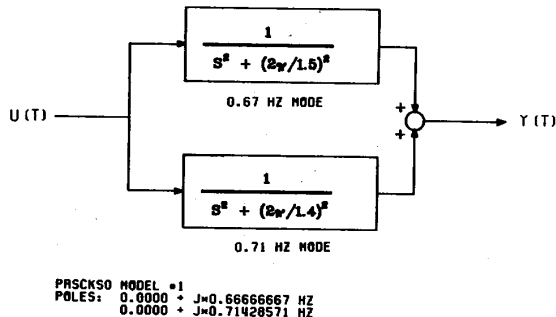 1
S² + (2π/1.5)²
0.67 HZ MODE
U(T)
+
+
Y(T)
1
S² + (2π/1.4)²
0.71 HZ MODE
PRSCKSO MODEL #1
POLES: 0.0000 + J*0.66666667 HZ
0.0000 + J*0.71428571 HZ